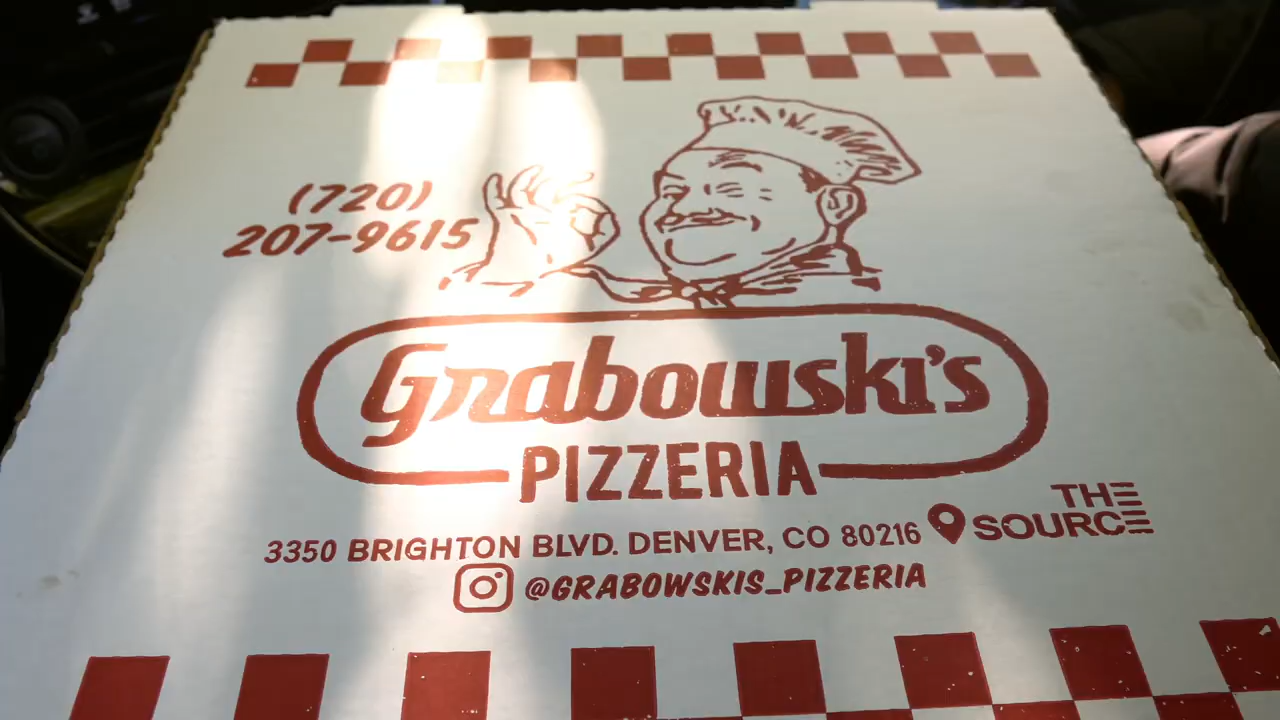 (720)
207-9615
Grabowski's
PIZZERIA
3350 BRIGHTON BLVD. DENVER, CO 80216
THE
SOURCE
@GRABOWSKIS_PIZZERIA